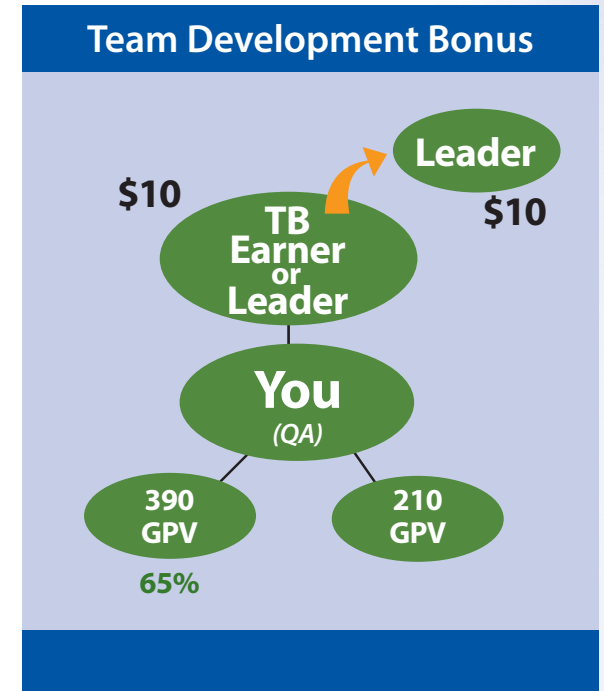 Team Development Bonus
Leader
$10
$10
TB
Earner
or
Leader
You
(QA)
390
GPV
210
GPV
65%